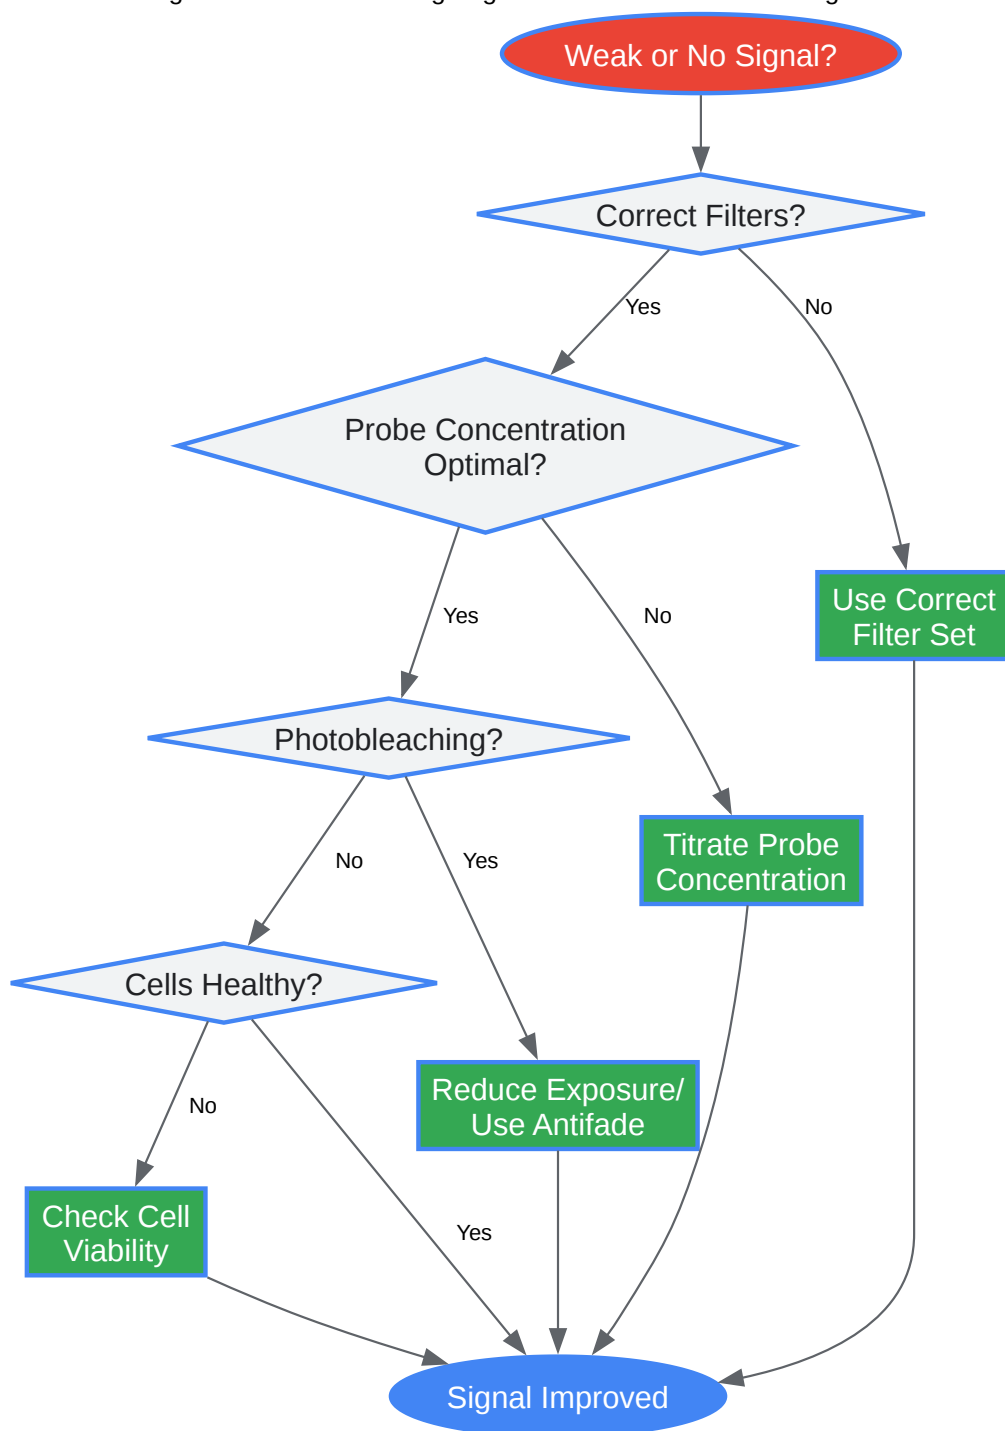 Weak or No Signal?
Correct Filters?
Yes
No
Probe Concentration
Optimal?
Use Correct
Filter Set
Yes
No
Photobleaching?
Titrate Probe
Concentration
No
Yes
Cells Healthy?
Reduce Exposure/
Use Antifade
No
Check Cell
Viability
Yes
Signal Improved